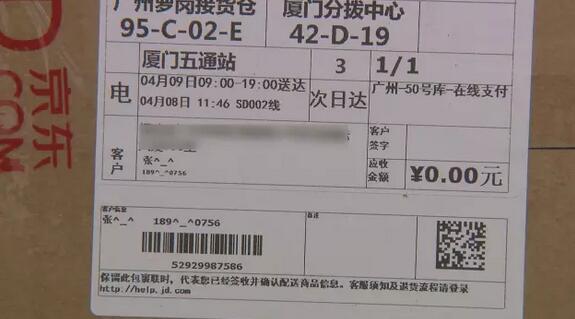 广州萝岗接货仓
厦门分拨中心
95-C-02-E
42-D-19
厦门五通站
3
1/1
电
04月09日09:00-19:00送达
04月08日 11:46 SD002线
次日达
广州-50号库-在线支付
客户
签字
客户
张^_^
189^_^0756
应收
金额
¥0.00元
客户信息
备注
张^_^ 189^_^0756
52929987586
保留此包裹联时，代表您已经签收并确认配送商品信息。客服须知及退货流程请登录
http://help.jd.com
京东
COM